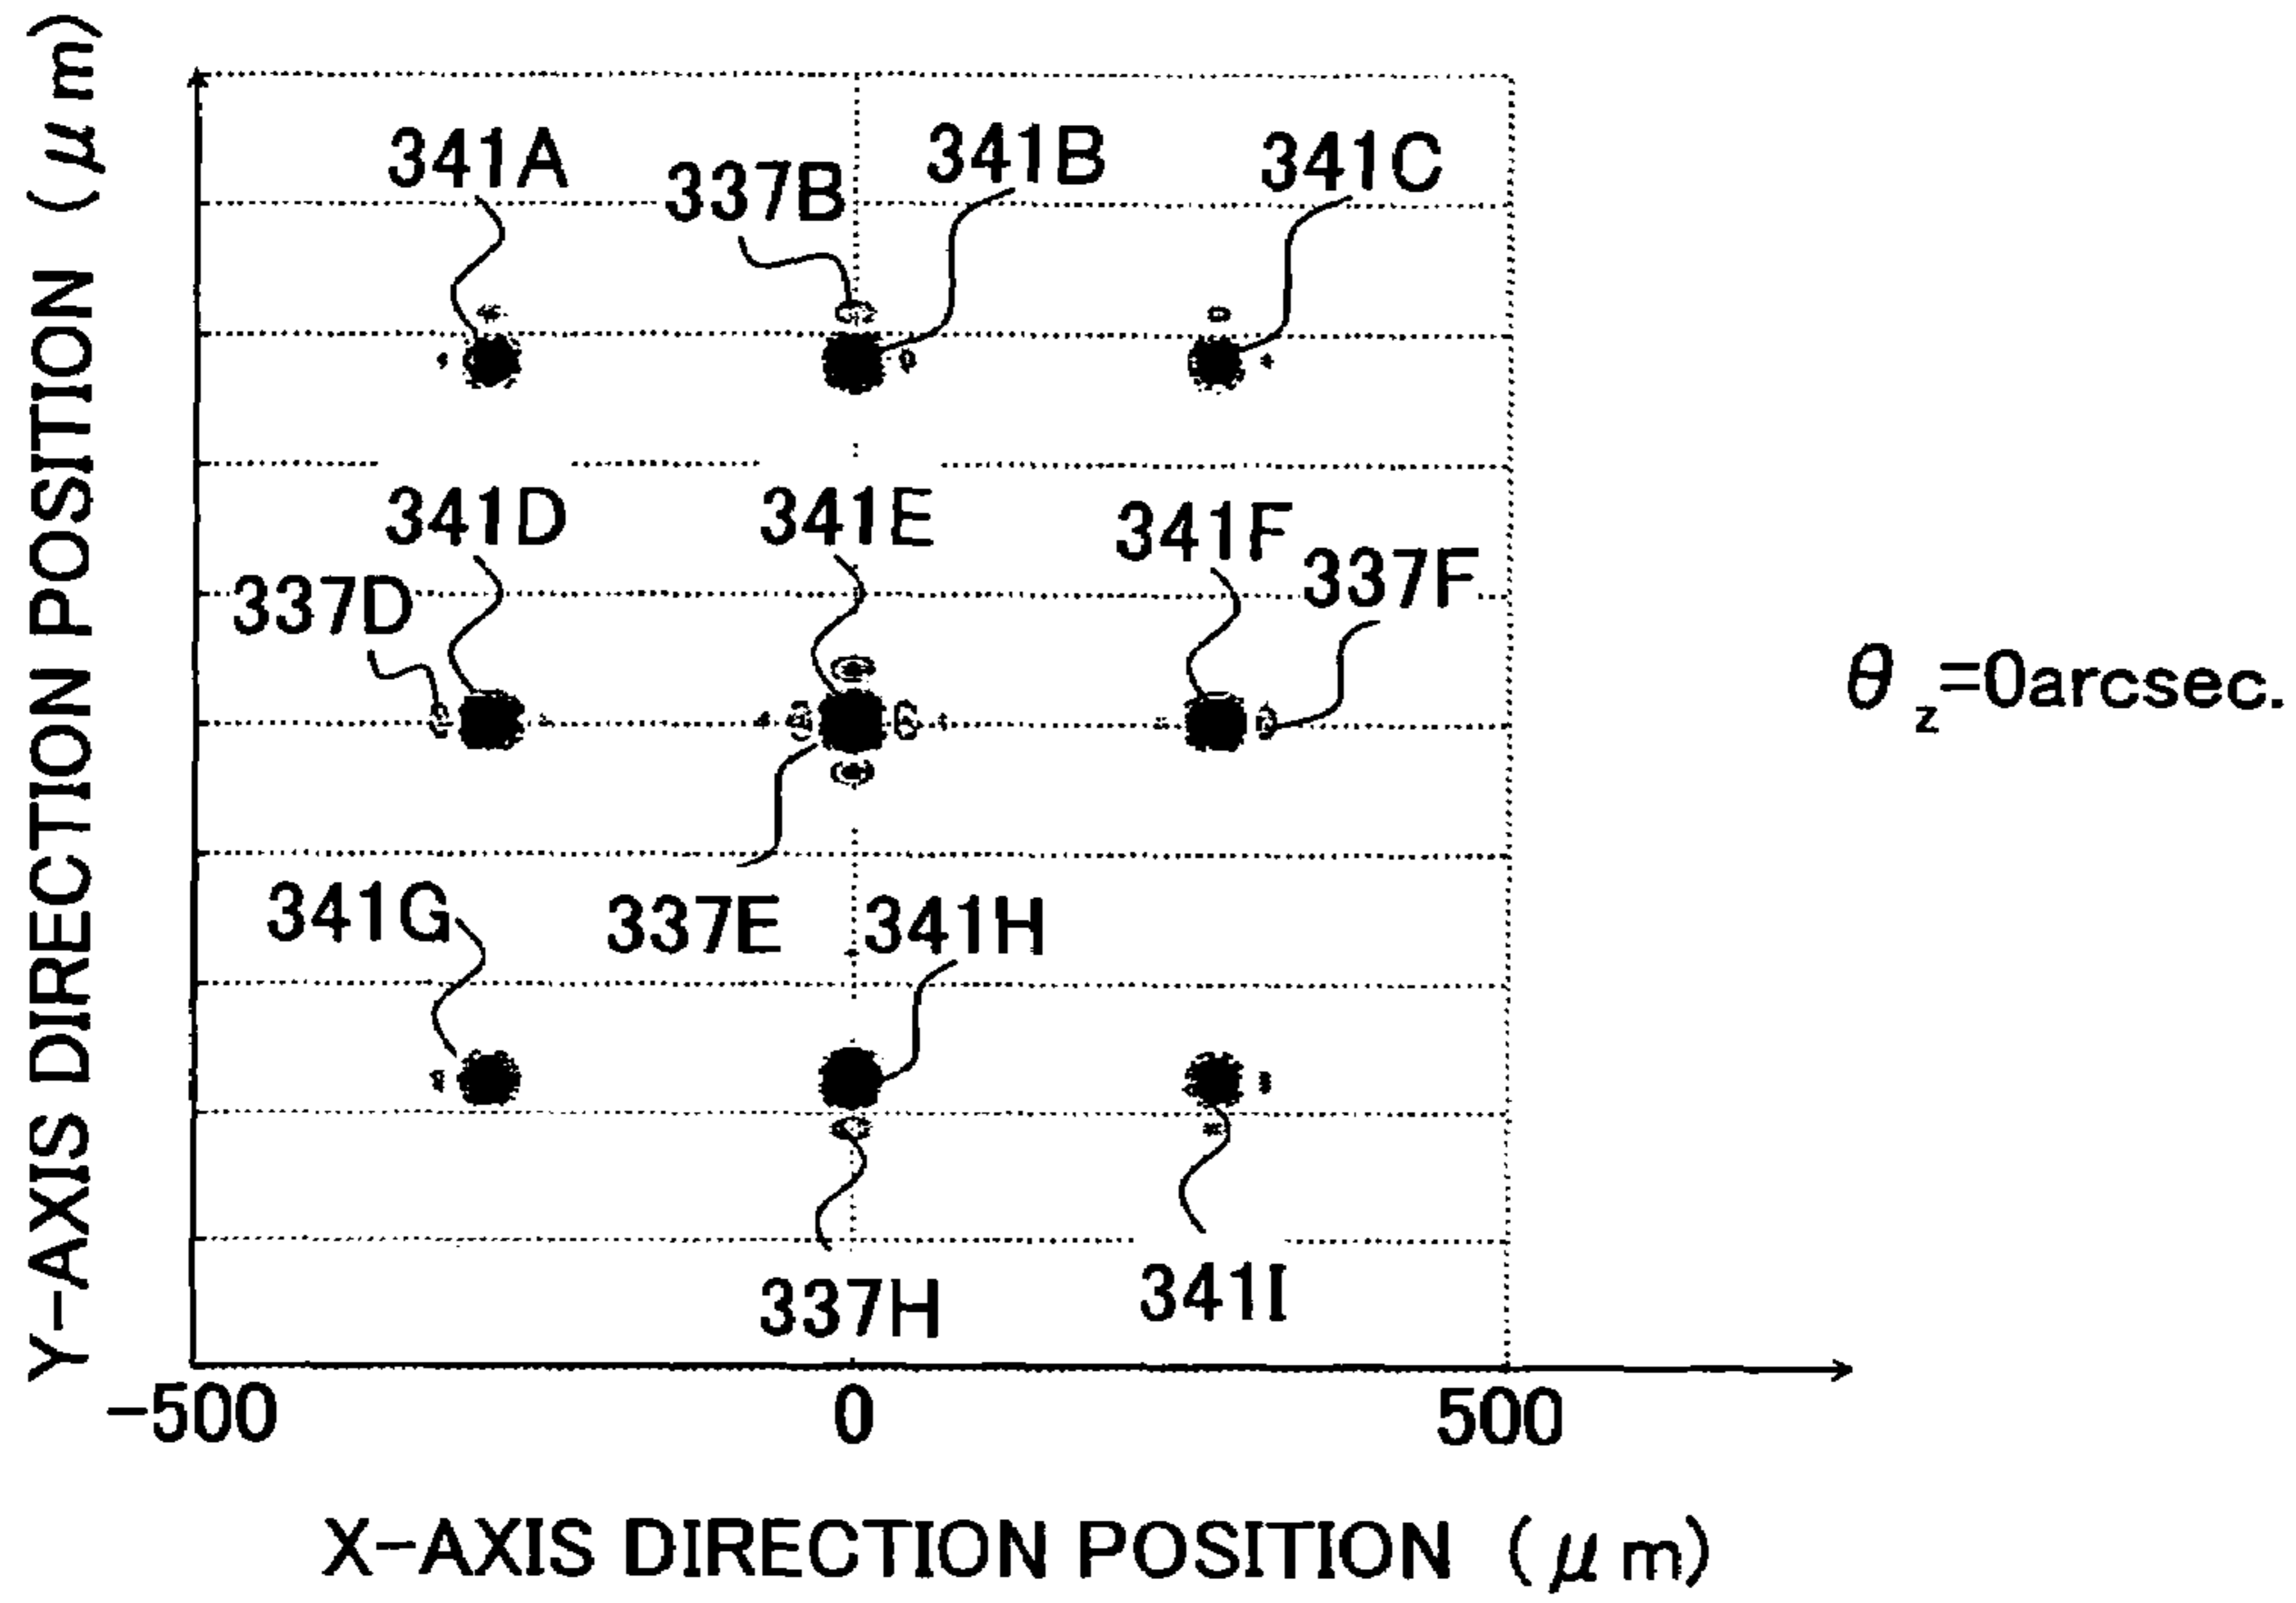 Y-AXIS DIRECTION POSITION (μm)
341A
337B
341B
341C
341D
341E
341F
337D
337F
θz=0arcsec.
341G
337E
341H
337H
341I
-500
0
500
X-AXIS DIRECTION POSITION (μm)